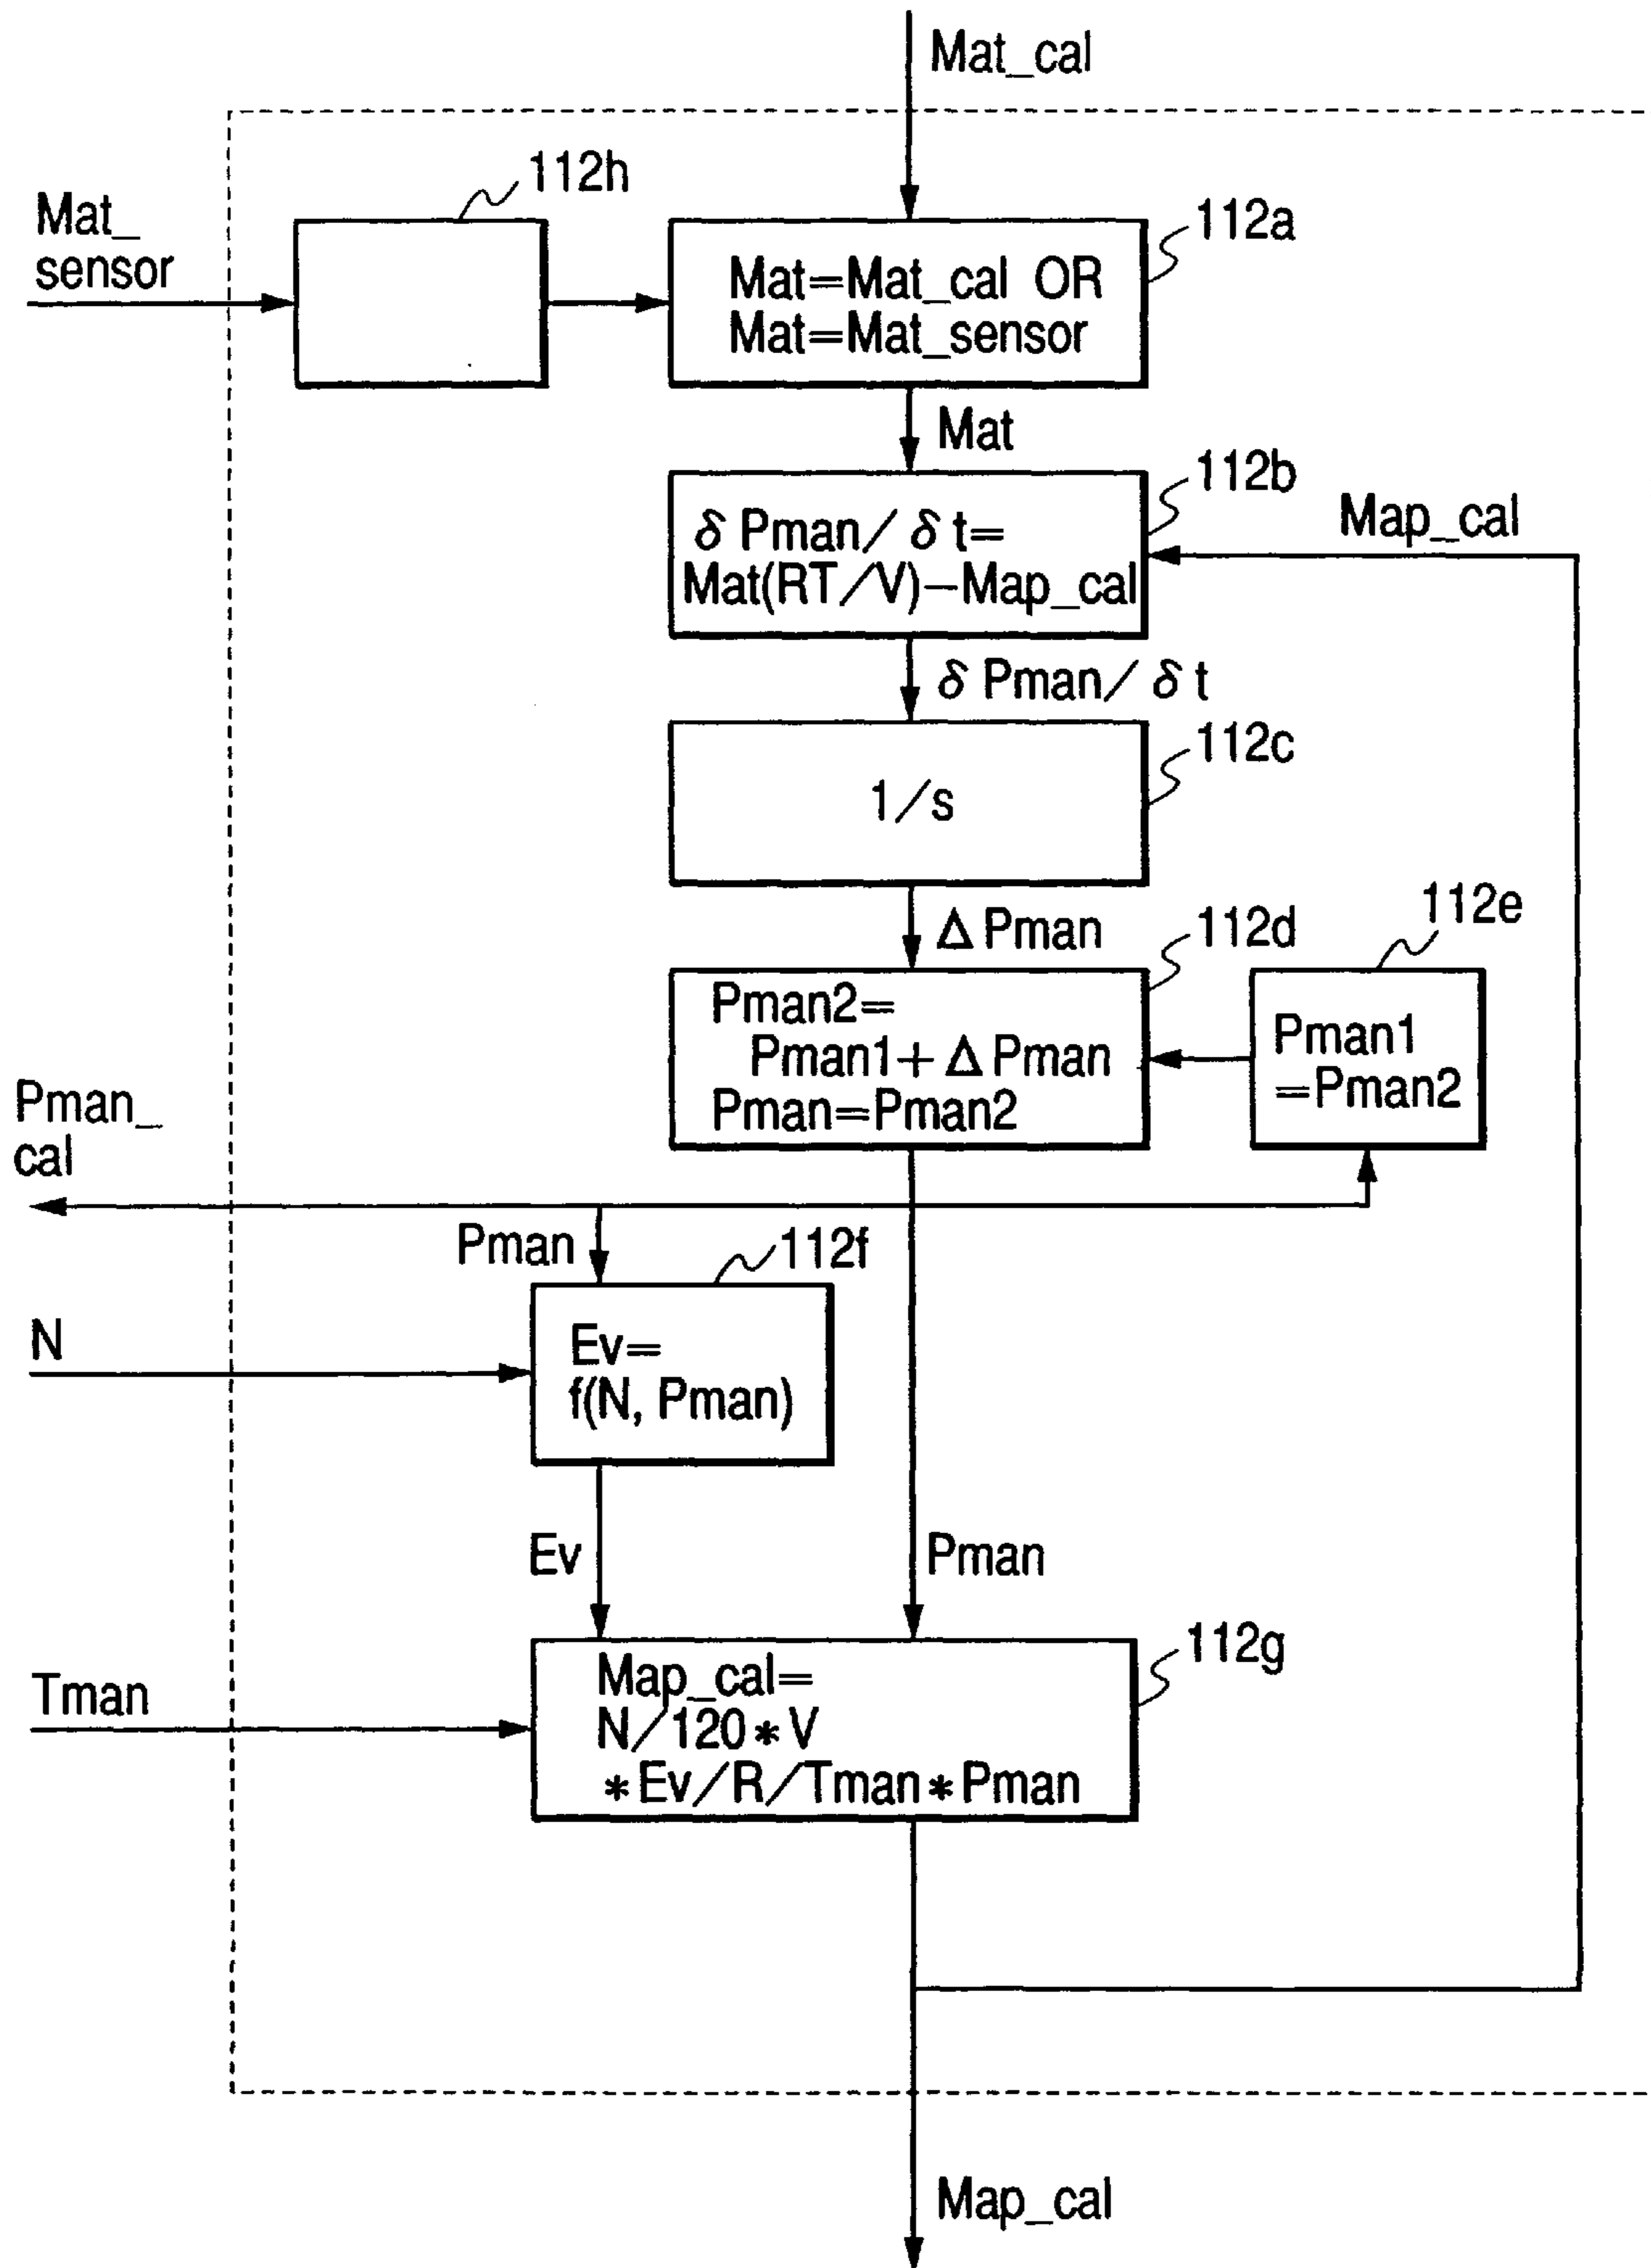 Mat_cal
112h
Mat_
sensor
112a
Mat=Mat_cal OR
Mat=Mat_sensor
Mat
112b
Map_cal
δ Pman/ δ t=
Mat(RT/V)−Map_cal
δ Pman/ δ t
112c
1/s
Δ Pman
112d
112e
Pman2=
Pman1+Δ Pman
Pman=Pman2
Pman1
=Pman2
Pman_
cal
Pman
112f
N
Ev=
f(N, Pman)
Ev
Pman
112g
Tman
Map_cal=
N/120*V
*Ev/R/Tman*Pman
Map_cal